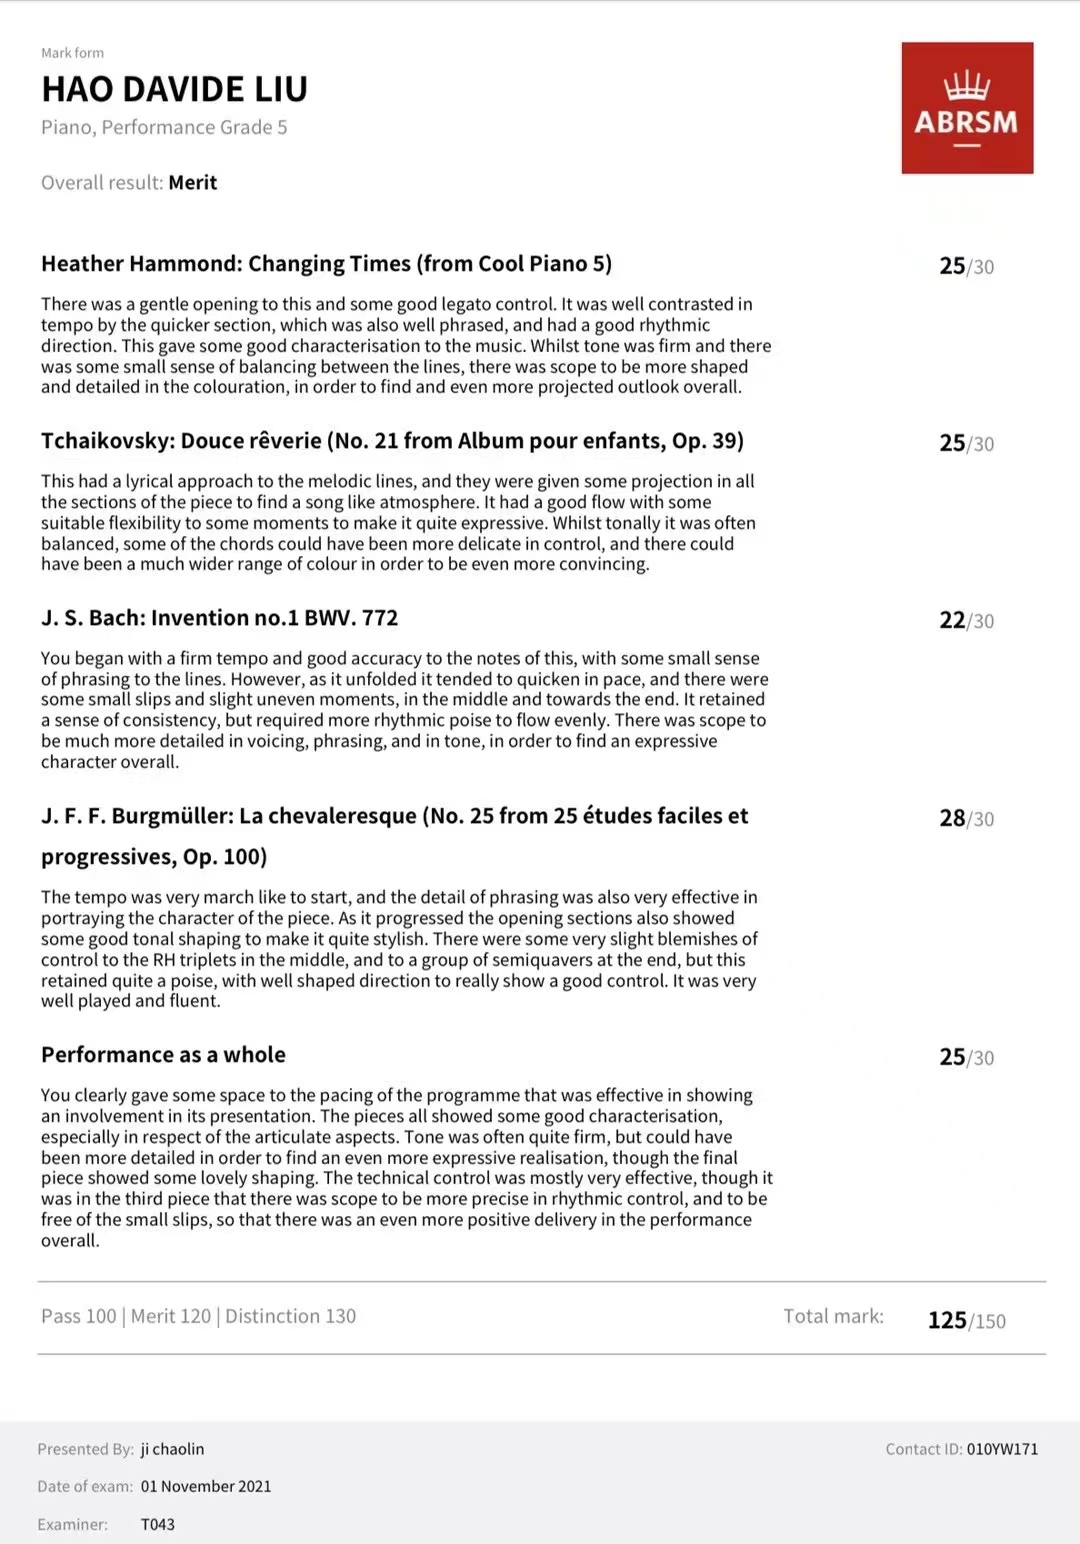 Mark form
HAO DAVIDE LIU
Piano, Performance Grade 5
ABRSM
Overall result: Merit
Heather Hammond: Changing Times (from Cool Piano 5) 25/30
There was a gentle opening to this and some good legato control. It was well contrasted in
tempo by the quicker section, which was also well phrased, and had a good rhythmic
direction. This gave some good characterisation to the music. Whilst tone was firm and there
was some small sense of balancing between the lines, there was scope to be more shaped
and detailed in the colouration, in order to find and even more projected outlook overall.
Tchaikovsky: Douce rêverie (No. 21 from Album pour enfants, Op. 39) 25/30
This had a lyrical approach to the melodic lines, and they were given some projection in all
the sections of the piece to find a song like atmosphere. It had a good flow with some
suitable flexibility to some moments to make it quite expressive. Whilst tonally it was often
balanced, some of the chords could have been more delicate in control, and there could
have been a much wider range of colour in order to be even more convincing.
J. S. Bach: Invention no.1 BWV. 772 22/30
You began with a firm tempo and good accuracy to the notes of this, with some small sense
of phrasing to the lines. However, as it unfolded it tended to quicken in pace, and there were
some small slips and slight uneven moments, in the middle and towards the end. It retained
a sense of consistency, but required more rhythmic poise to flow evenly. There was scope to
be much more detailed in voicing, phrasing, and in tone, in order to find an expressive
character overall.
J. F. F. Burgmüller: La chevaleresque (No. 25 from 25 études faciles et 28/30
progressives, Op. 100)
The tempo was very march like to start, and the detail of phrasing was also very effective in
portraying the character of the piece. As it progressed the opening sections also showed
some good tonal shaping to make it quite stylish. There were some very slight blemishes of
control to the RH triplets in the middle, and to a group of semiquavers at the end, but this
retained quite a poise, with well shaped direction to really show a good control. It was very
well played and fluent.
Performance as a whole 25/30
You clearly gave some space to the pacing of the programme that was effective in showing
an involvement in its presentation. The pieces all showed some good characterisation,
especially in respect of the articulate aspects. Tone was often quite firm, but could have
been more detailed in order to find an even more expressive realisation, though the final
piece showed some lovely shaping. The technical control was mostly very effective, though it
was in the third piece that there was scope to be more precise in rhythmic control, and to be
free of the small slips, so that there was an even more positive delivery in the performance
overall.
Pass 100 | Merit 120 | Distinction 130 Total mark: 125/150
Presented By: ji chaolin Contact ID: 010YW171
Date of exam: 01 November 2021
Examiner: T043